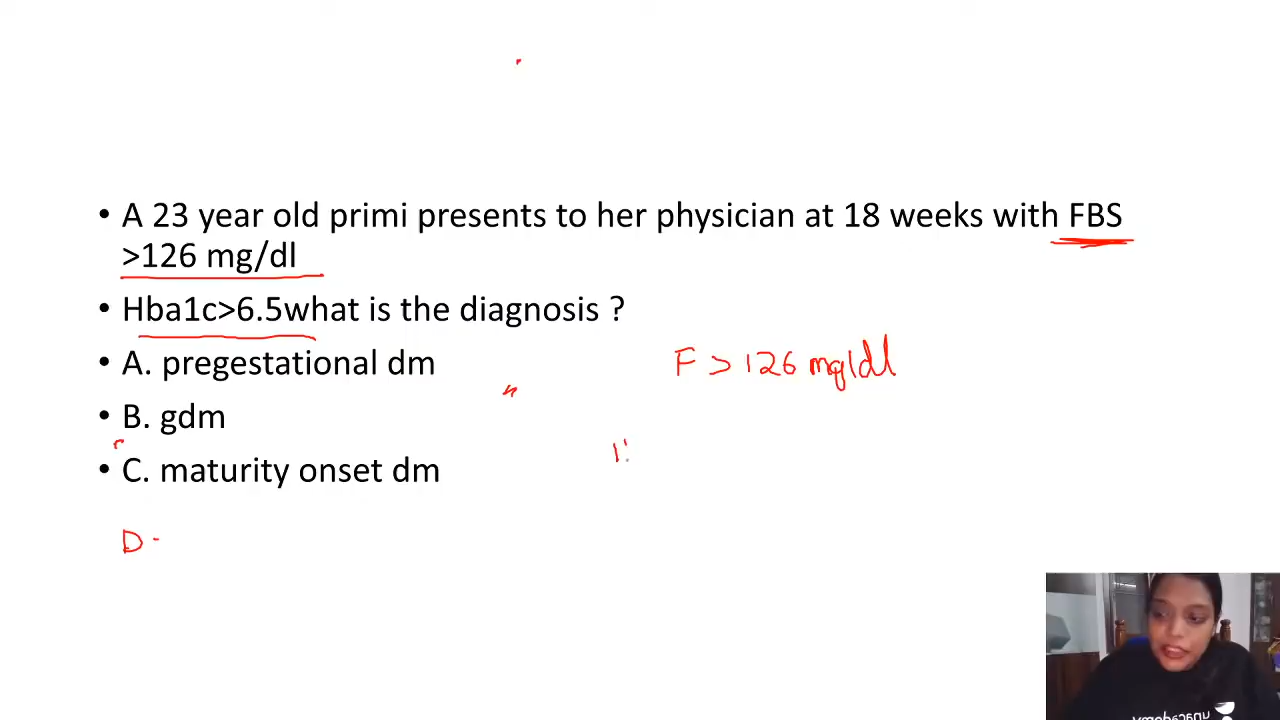 • A 23 year old primi presents to her physician at 18 weeks with FBS
>126 mg/dl
• Hba1c>6.5what is the diagnosis ?
• A. pregestational dm
F > 126 mg/dl
• B. gdm
• C. maturity onset dm
D